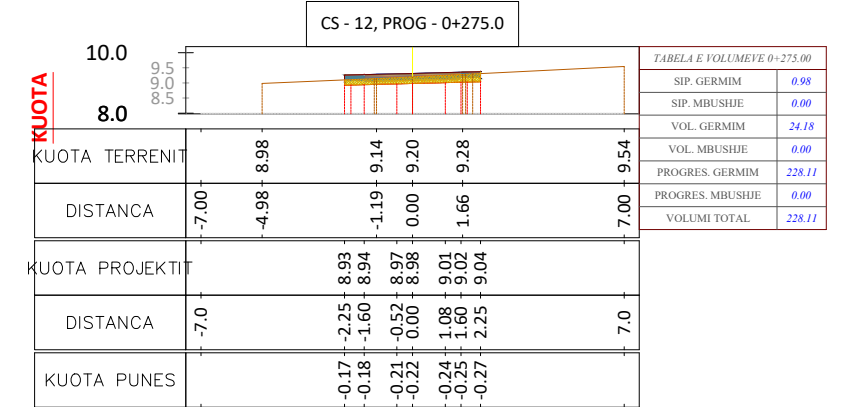 CS - 12, PROG - 0+275.0
KUOTA
10.0
9.5
9.0
8.5
8.0
KUOTA TERRENIT 8.98 9.14 9.20 9.28 9.54
DISTANCA -7.00 -4.98 -1.19 0.00 1.66 7.00
KUOTA PROJEKTIT 8.93 8.94 8.97 8.98 9.01 9.02 9.04
DISTANCA -7.0 -2.25 -1.60 -0.52 0.00 1.08 1.60 2.25 7.0
KUOTA PUNES -0.17 -0.18 -0.21 -0.22 -0.24 -0.25 -0.27
TABELA E VOLUMEVE 0+275.00
SIP. GERMIM 0.98
SIP. MBUSHJE 0.00
VOL. GERMIM 24.18
VOL. MBUSHJE 0.00
PROGRES. GERMIM 228.11
PROGRES. MBUSHJE 0.00
VOLUMI TOTAL 228.11